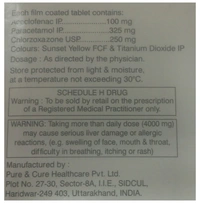 Each film coated tablet contains:
Aceclofenac IP 100 mg
Paracetamol IP 325 mg
Chlorzoxazone USP 250 mg
Colours: Sunset Yellow FCF & Titanium Dioxide IP
Dosage : As directed by the physician.
Store protected from light & moisture,
at a temperature not exceeding 30°C.
SCHEDULE H DRUG
Warning : To be sold by retail on the prescription
of a Registered Medical Practitioner only.
WARNING: Taking more than daily dose (4000 mg)
may cause serious liver damage or allergic
reactions, (e.g. swelling of face, mouth & throat,
difficulty in breathing, itching or rash)
Manufactured by :
Pure & Cure Healthcare Pvt. Ltd.
Plot No. 27-30, Sector-8A, I.I.E., SIDCUL,
Haridwar-249 403, Uttarakhand, INDIA.